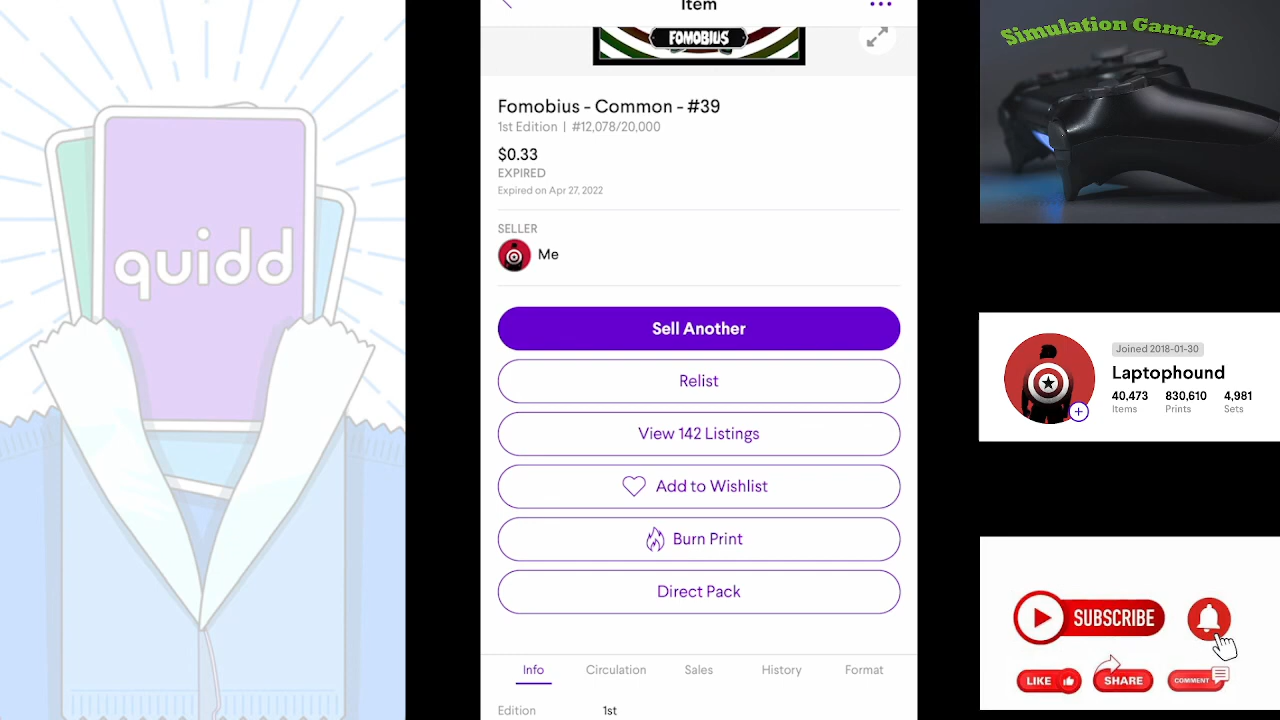 quidd
Item
FOMOBIUS
Fomobius - Common - #39
1st Edition | #12,078/20,000
$0.33
EXPIRED
Expired on Apr 27, 2022
SELLER
Me
Sell Another
Relist
View 142 Listings
Add to Wishlist
Burn Print
Direct Pack
Info Circulation Sales History Format
Edition 1st
Simulation Gaming
Joined 2018-01-30
Laptophound
40,473 830,610 4,981
Items Prints Sets
SUBSCRIBE
LIKE SHARE COMMENT